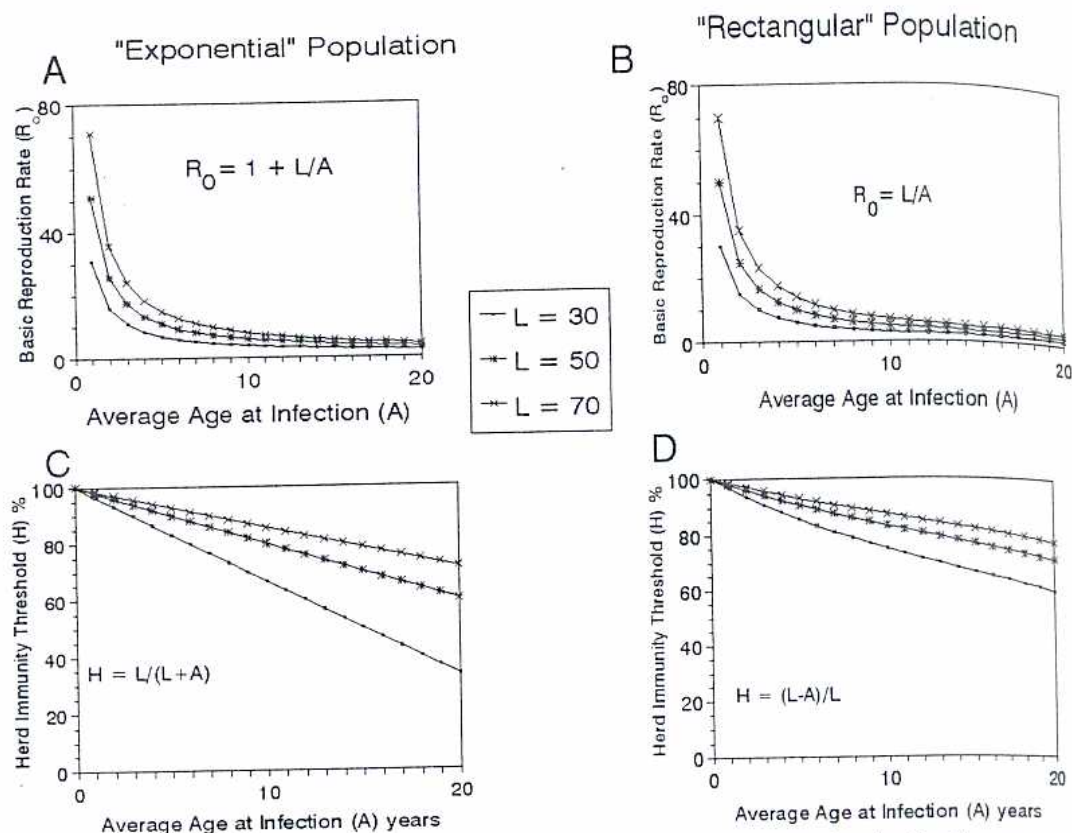 "Exponential" Population
"Rectangular" Population
A
Basic Reproduction Rate (Ro)
80
40
0
R0 = 1 + L/A
0
10
20
Average Age at Infection (A)
B
Basic Reproduction Rate (Ro)
80
40
0
R0 = L/A
0
10
20
Average Age at Infection (A)
L = 30
L = 50
L = 70
C
Herd Immunity Threshold (H) %
100
80
60
40
20
0
H = L/(L+A)
0
10
20
Average Age at Infection (A) years
D
Herd Immunity Threshold (H) %
100
80
60
40
20
0
H = (L-A)/L
0
10
20
Average Age at Infection (A) years